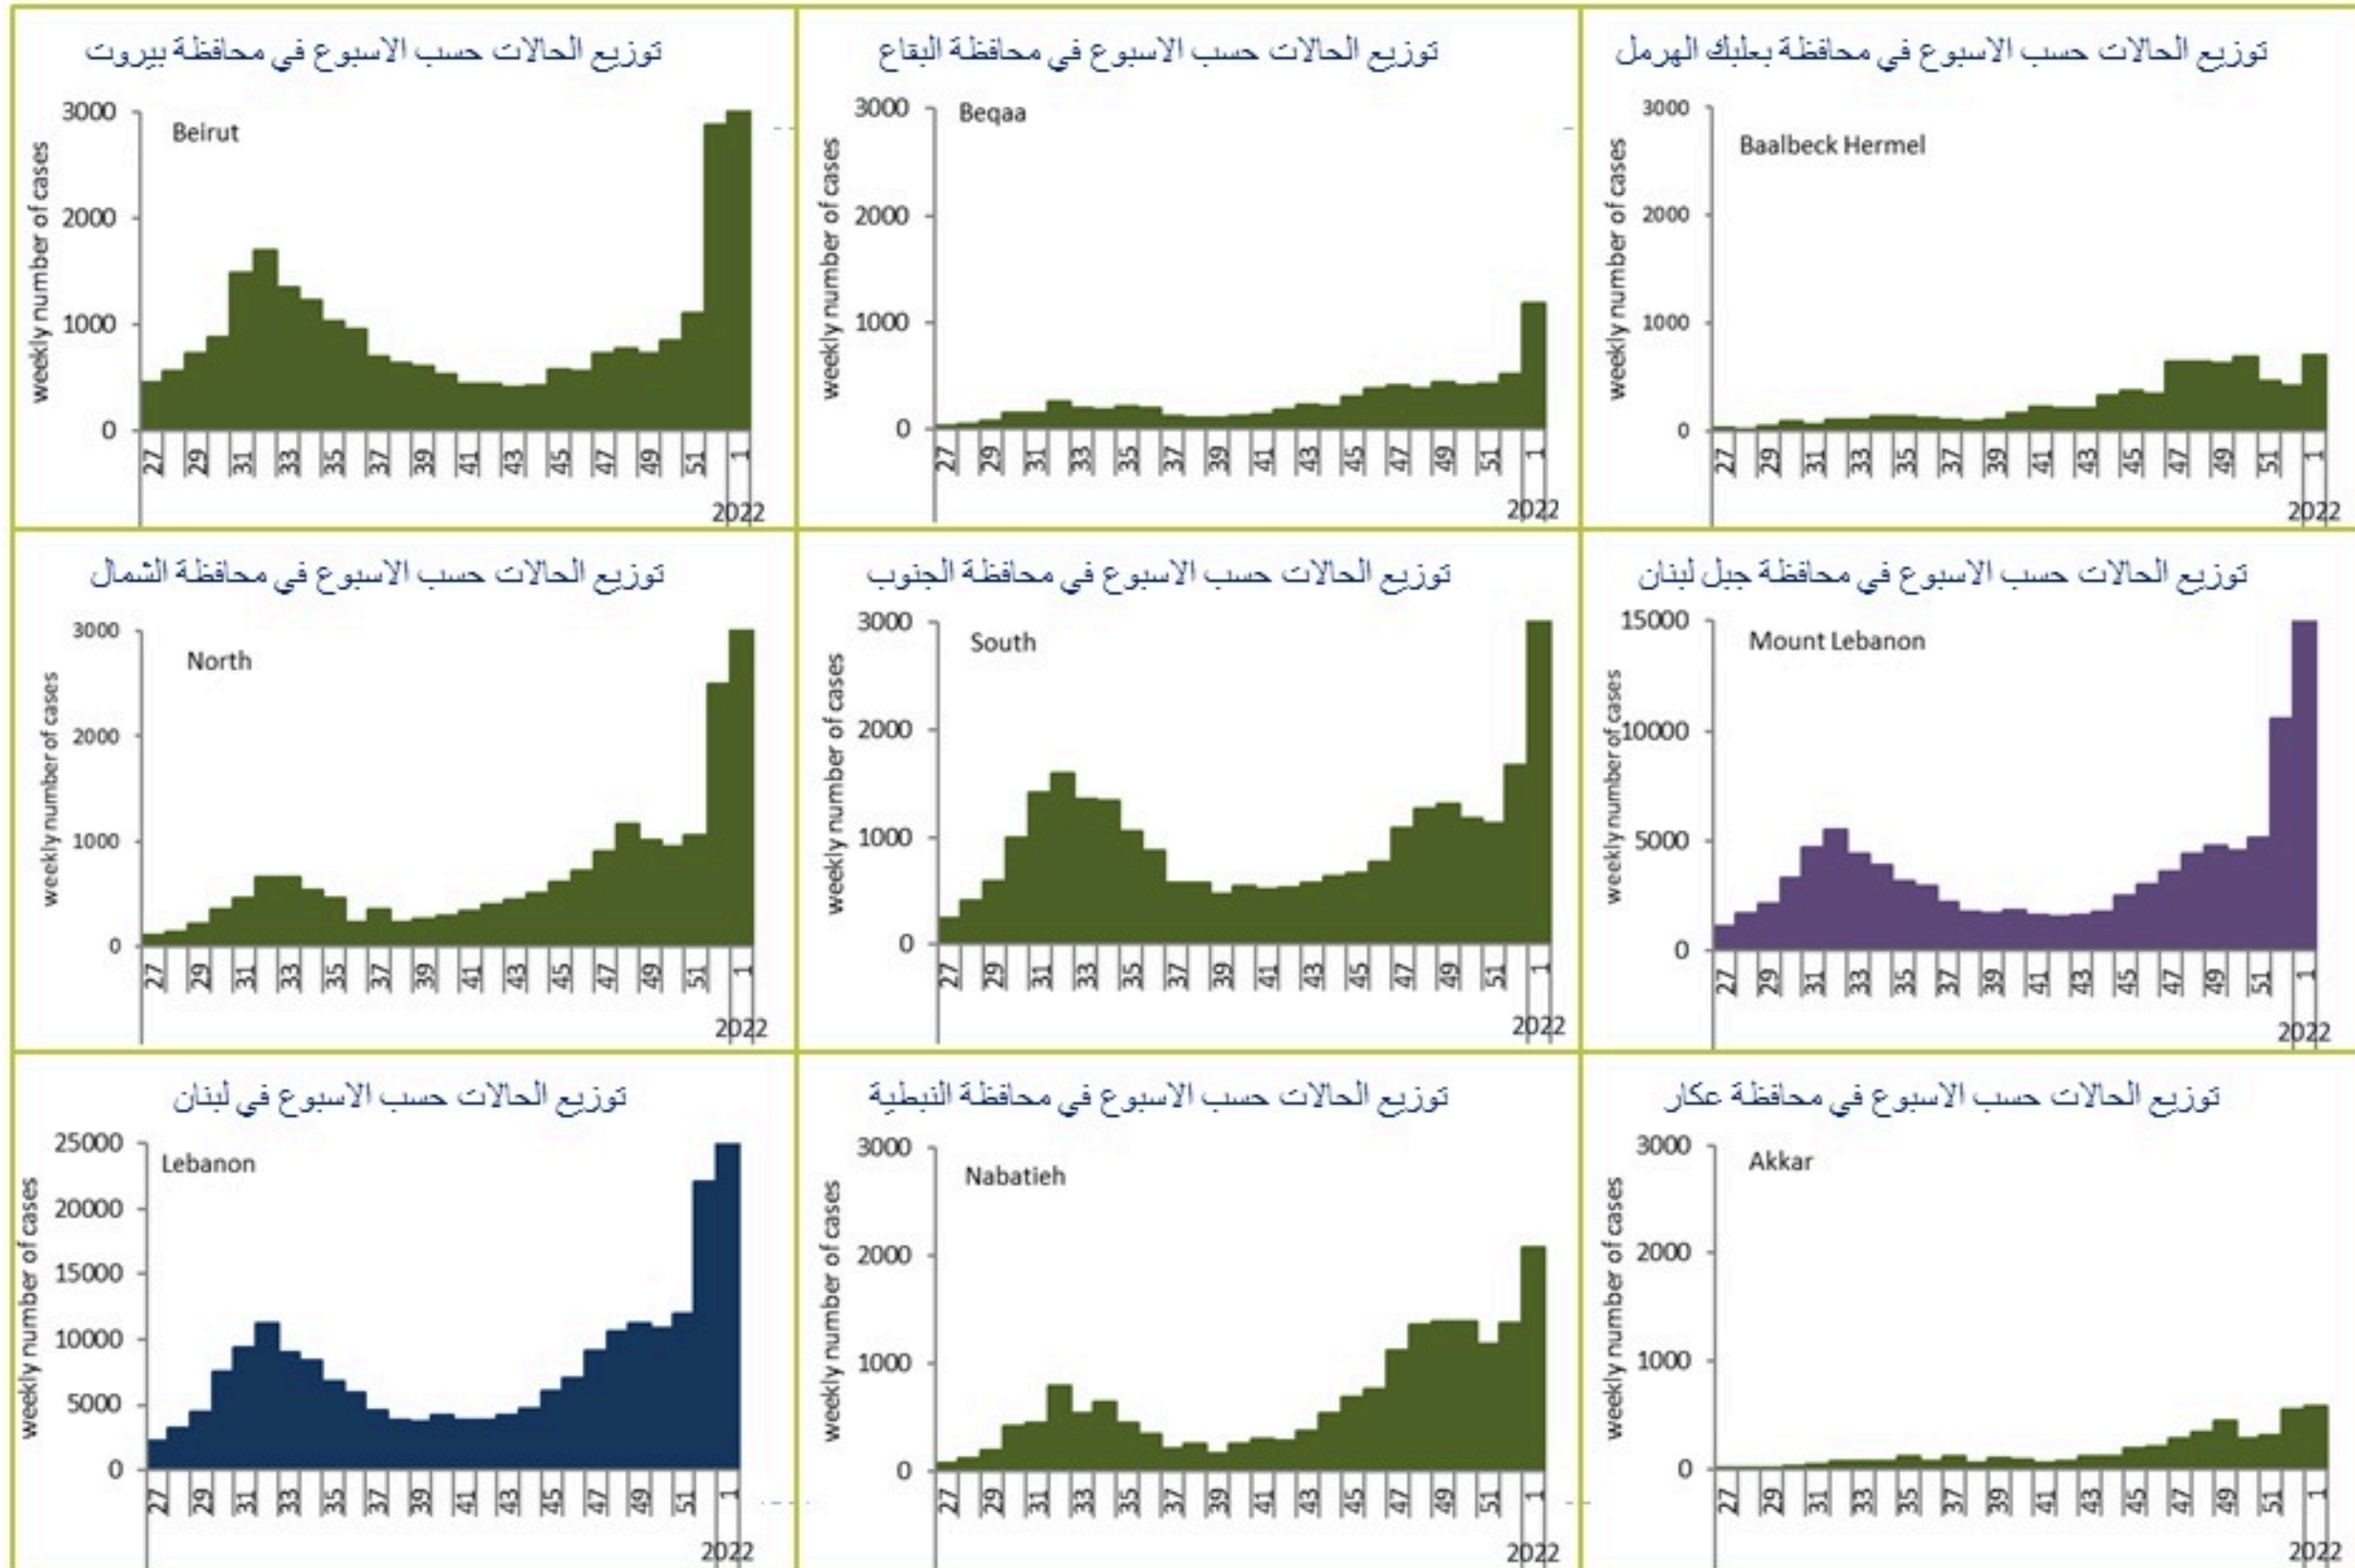 توزيع الحالات حسب الاسبوع في محافظة بيروت
Beirut
weekly number of cases
3000
2000
1000
0
27 29 31 33 35 37 39 41 43 45 47 49 51 1
2022
توزيع الحالات حسب الاسبوع في محافظة البقاع
Beqaa
weekly number of cases
3000
2000
1000
0
27 29 31 33 35 37 39 41 43 45 47 49 51 1
2022
توزيع الحالات حسب الاسبوع في محافظة بعلبك الهرمل
Baalbeck Hermel
weekly number of cases
3000
2000
1000
0
27 29 31 33 35 37 39 41 43 45 47 49 51 1
2022
توزيع الحالات حسب الاسبوع في محافظة الشمال
North
weekly number of cases
3000
2000
1000
0
27 29 31 33 35 37 39 41 43 45 47 49 51 1
2022
توزيع الحالات حسب الاسبوع في محافظة الجنوب
South
weekly number of cases
3000
2000
1000
0
27 29 31 33 35 37 39 41 43 45 47 49 51 1
2022
توزيع الحالات حسب الاسبوع في محافظة جبل لبنان
Mount Lebanon
weekly number of cases
15000
10000
5000
0
27 29 31 33 35 37 39 41 43 45 47 49 51 1
2022
توزيع الحالات حسب الاسبوع في لبنان
Lebanon
weekly number of cases
25000
20000
15000
10000
5000
0
27 29 31 33 35 37 39 41 43 45 47 49 51 1
2022
توزيع الحالات حسب الاسبوع في محافظة النبطية
Nabatieh
weekly number of cases
3000
2000
1000
0
27 29 31 33 35 37 39 41 43 45 47 49 51 1
2022
توزيع الحالات حسب الاسبوع في محافظة عكار
Akkar
weekly number of cases
3000
2000
1000
0
27 29 31 33 35 37 39 41 43 45 47 49 51 1
2022